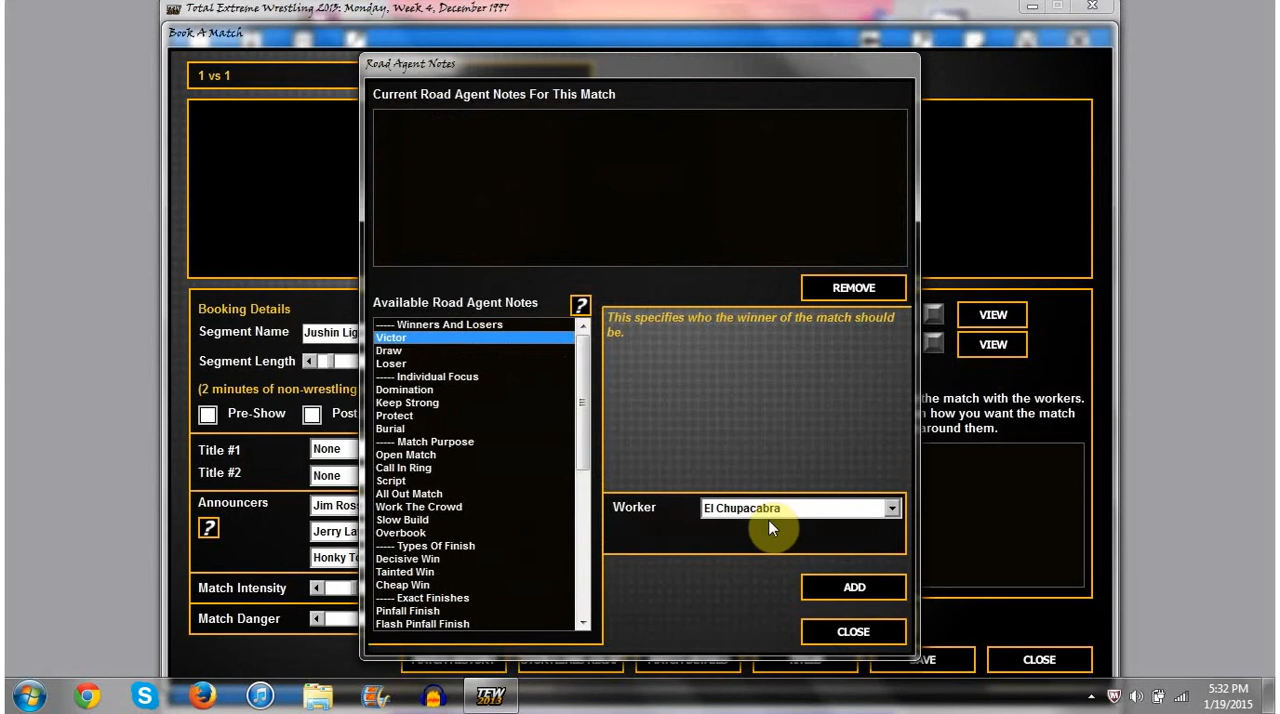 Total Extreme Wrestling 2013: Monday, Week 4, December 1997
Book A Match
Road Agent Notes
1 vs 1
Current Road Agent Notes For This Match
REMOVE
Booking Details
Segment Name
Jushin Lig
Segment Length
(2 minutes of non-wrestling
Pre-Show
Post
Title #1
None
Title #2
None
Announcers
?
Jim Ros
Jerry La
Honky To
Match Intensity
Match Danger
Available Road Agent Notes
?
----- Winners And Losers
Victor
Draw
Loser
----- Individual Focus
Domination
Keep Strong
Protect
Burial
----- Match Purpose
Open Match
Call In Ring
Script
All Out Match
Work The Crowd
Slow Build
Overbook
----- Types Of Finish
Decisive Win
Tainted Win
Cheap Win
----- Exact Finishes
Pinfall Finish
Flash Pinfall Finish
This specifies who the winner of the match should
be.
Worker
El Chupacabra
ADD
CLOSE
VIEW
VIEW
the match with the workers.
how you want the match
around them.
CLOSE
TEW
2013
5:32 PM
1/19/2015